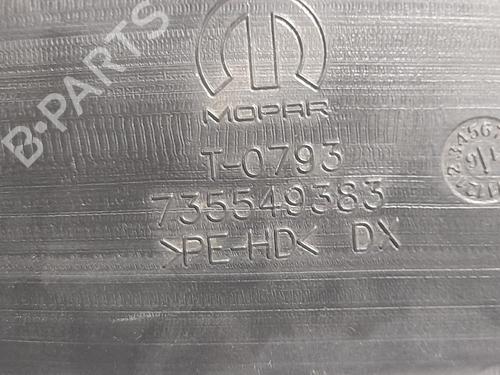 B-PARTS
MOPAR
T-0793
735549383
>PE-HD< DX